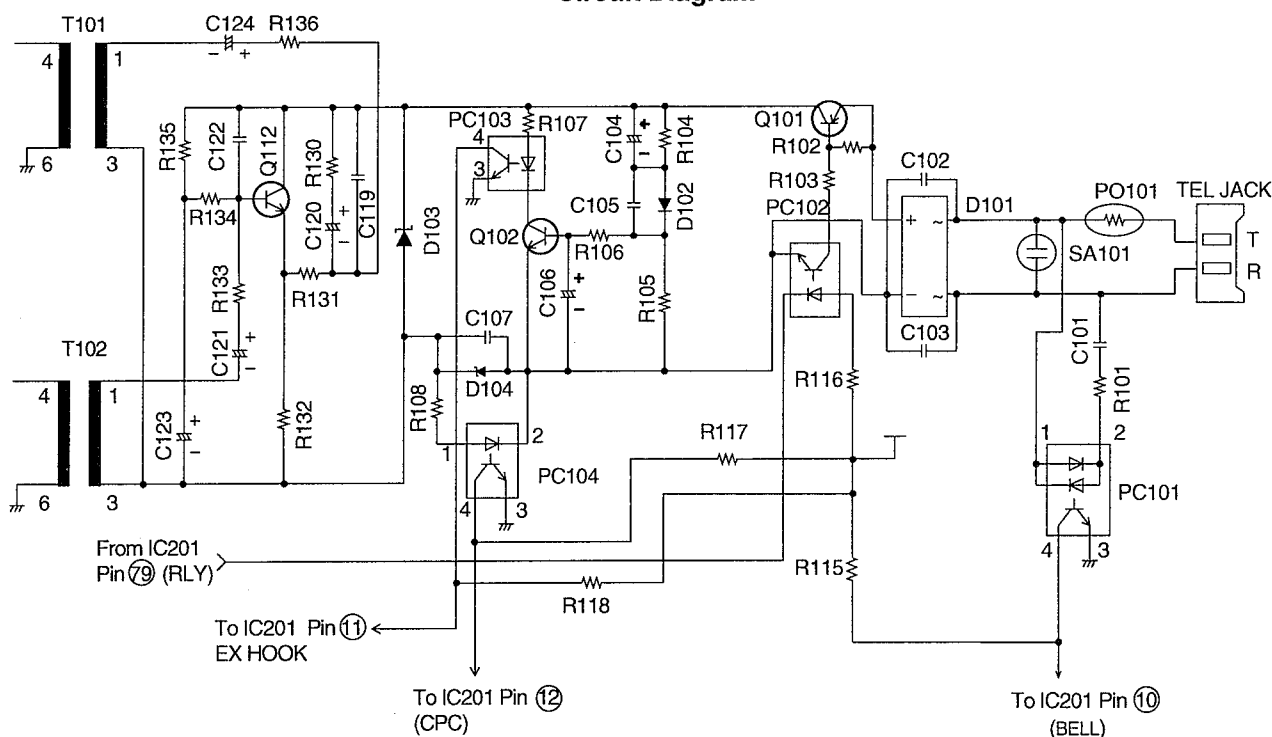 Circuit Diagram
T101
4
1
6
3
C124
R136
− +
R135
C122
Q112
R134
R133
C121
+
−
R130
C120
+
−
C119
R131
D103
PC103
4
3
R107
Q102
C104
+
−
R104
C105
D102
R106
C106
+
−
R105
Q101
R102
R103
PC102
C102
D101
+ ~
− ~
C103
PO101
SA101
TEL JACK
T
R
C101
R101
T102
4
1
6
3
C123
+
−
R132
C107
D104
R108
1
2
PC104
4
3
R116
R117
1
2
PC101
4
3
From IC201
Pin 79 (RLY)
R115
R118
To IC201 Pin 11
EX HOOK
To IC201 Pin 12
(CPC)
To IC201 Pin 10
(BELL)